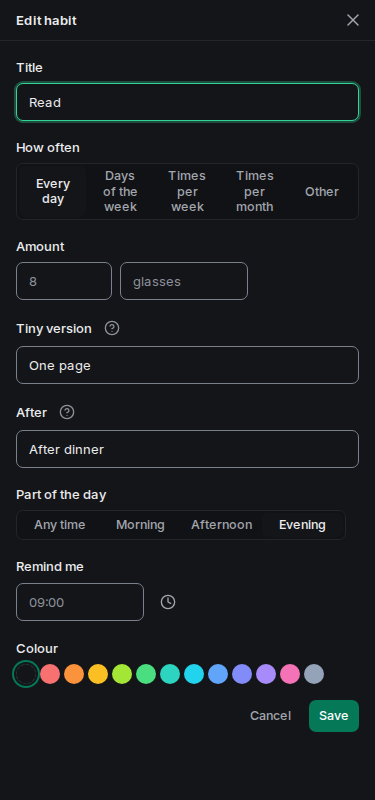 Edit habit
Title
Read
How often
Every day
Days of the week
Times per week
Times per month
Other
Amount
8
glasses
Tiny version
One page
After
After dinner
Part of the day
Any time
Morning
Afternoon
Evening
Remind me
09:00
Colour
Cancel
Save